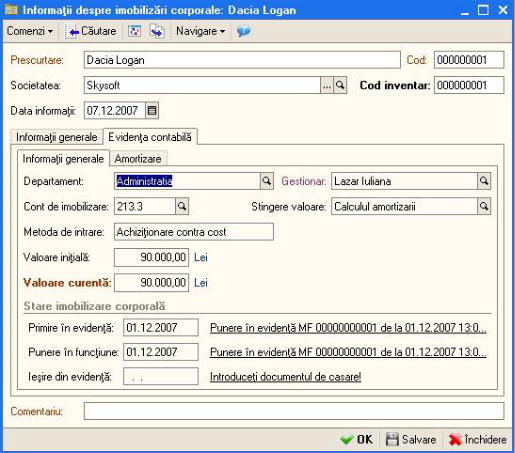 Informaţii despre imobilizări corporale: Dacia Logan
Comenzi Căutare Navigare
Prescurtare: Dacia Logan Cod: 000000001
Societatea: Skysoft ... Cod inventar: 000000001
Data informaţii: 07.12.2007
Informaţii generale Evidenţa contabilă
Informaţii generale Amortizare
Departament: Administratia Gestionar: Lazar Iuliana
Cont de imobilizare: 213.3 Stingere valoare: Calculul amortizarii
Metoda de intrare: Achiziţionare contra cost
Valoare iniţială: 90.000,00 Lei
Valoare curentă: 90.000,00 Lei
Stare imobilizare corporală
Primire în evidenţă: 01.12.2007 Punere în evidenţă MF 00000000001 de la 01.12.2007 13:0...
Punere în funcţiune: 01.12.2007 Punere în evidenţă MF 00000000001 de la 01.12.2007 13:0...
Ieşire din evidenţă: . . Introduceţi documentul de casare!
Comentariu:
OK Salvare Închidere